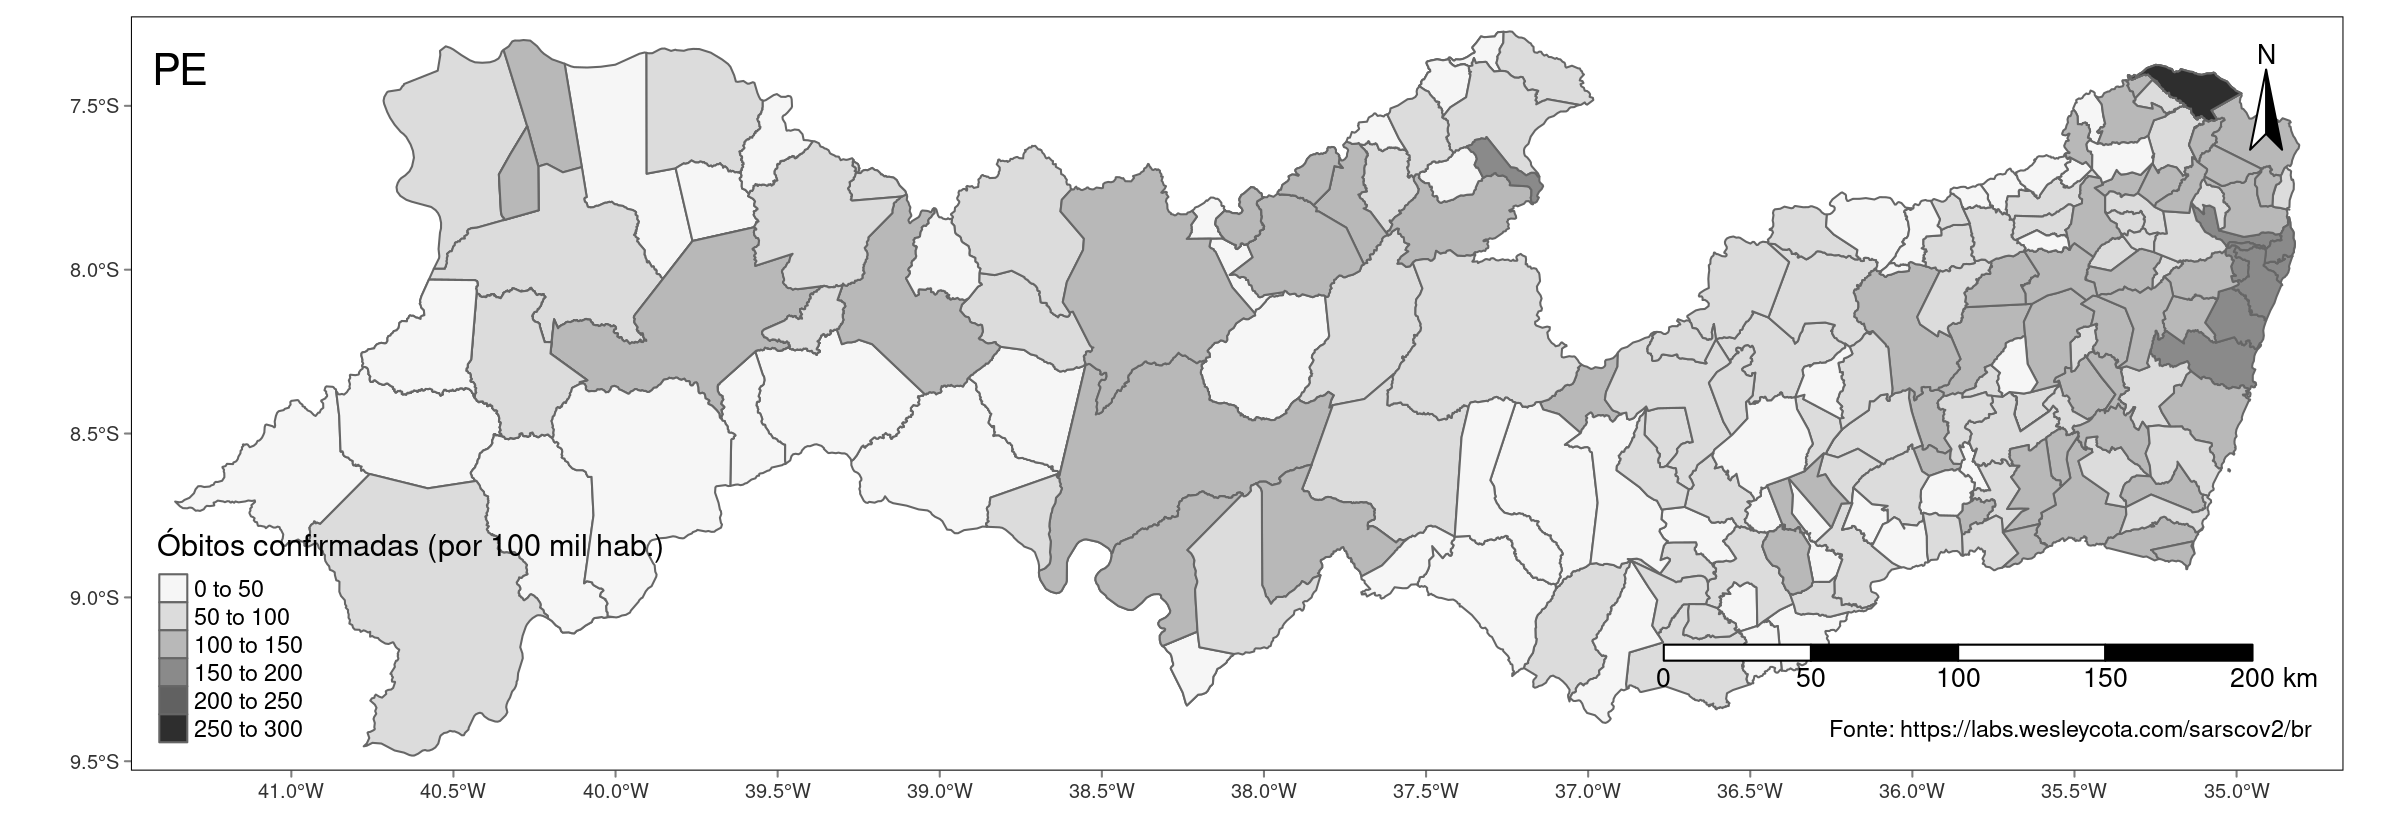 PE
N
7.5°S
8.0°S
8.5°S
9.0°S
9.5°S
Óbitos confirmadas (por 100 mil hab.)
0 to 50
50 to 100
100 to 150
150 to 200
200 to 250
250 to 300
0 50 100 150 200 km
Fonte: https://labs.wesleycota.com/sarscov2/br
41.0°W 40.5°W 40.0°W 39.5°W 39.0°W 38.5°W 38.0°W 37.5°W 37.0°W 36.5°W 36.0°W 35.5°W 35.0°W